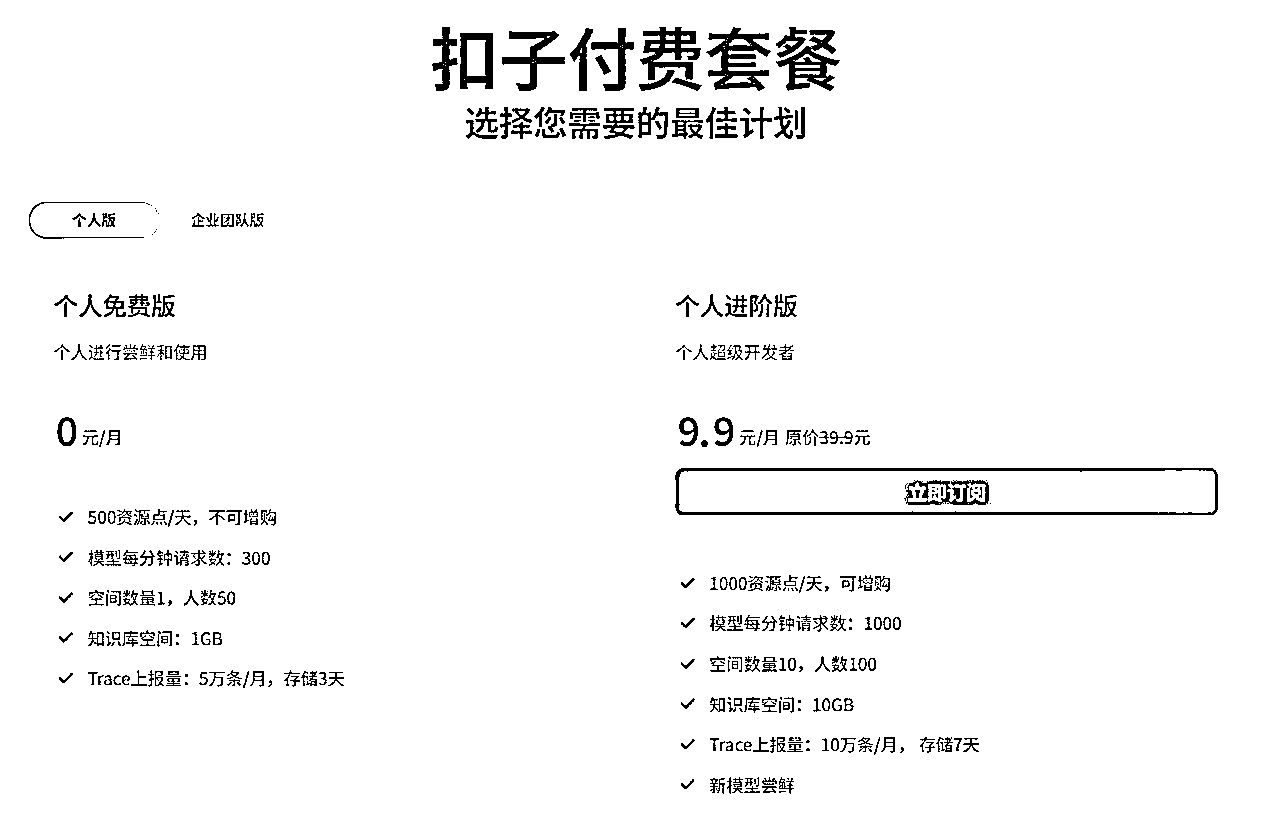 扣子付费套餐
选择您需要的最佳计划
个人版
企业团队版
个人免费版
个人进行尝鲜和使用
0 元/月
500资源点/天，不可增购
模型每分钟请求数：300
空间数量1，人数50
知识库空间：1GB
Trace上报量：5万条/月，存储3天
个人进阶版
个人超级开发者
9.9 元/月 原价39.9元
立即订阅
1000资源点/天，可增购
模型每分钟请求数：1000
空间数量10，人数100
知识库空间：10GB
Trace上报量：10万条/月， 存储7天
新模型尝鲜